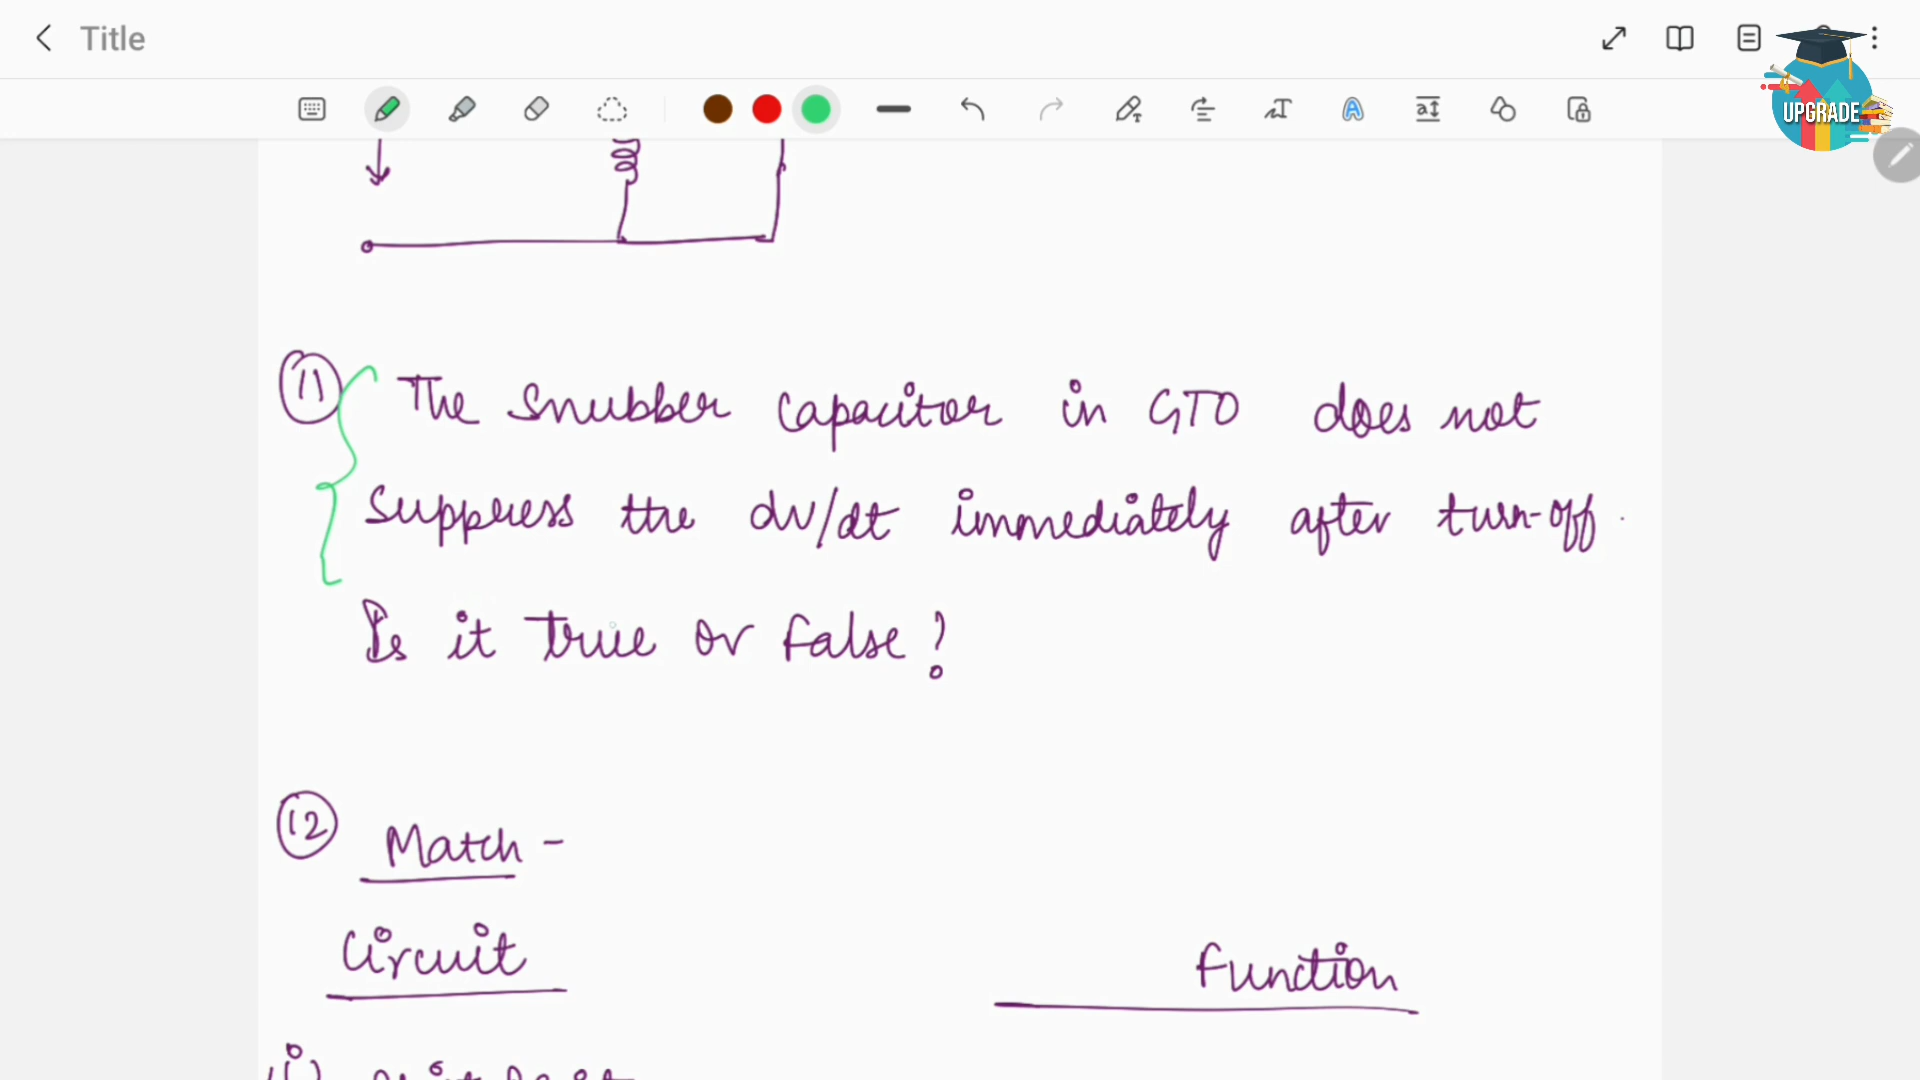 Title
UPGRADE
11 The Snubber capacitor in GTO does not
suppress the dv/dt immediately after turn-off.
Is it true or false?
12 Match -
Circuit Function
(i)